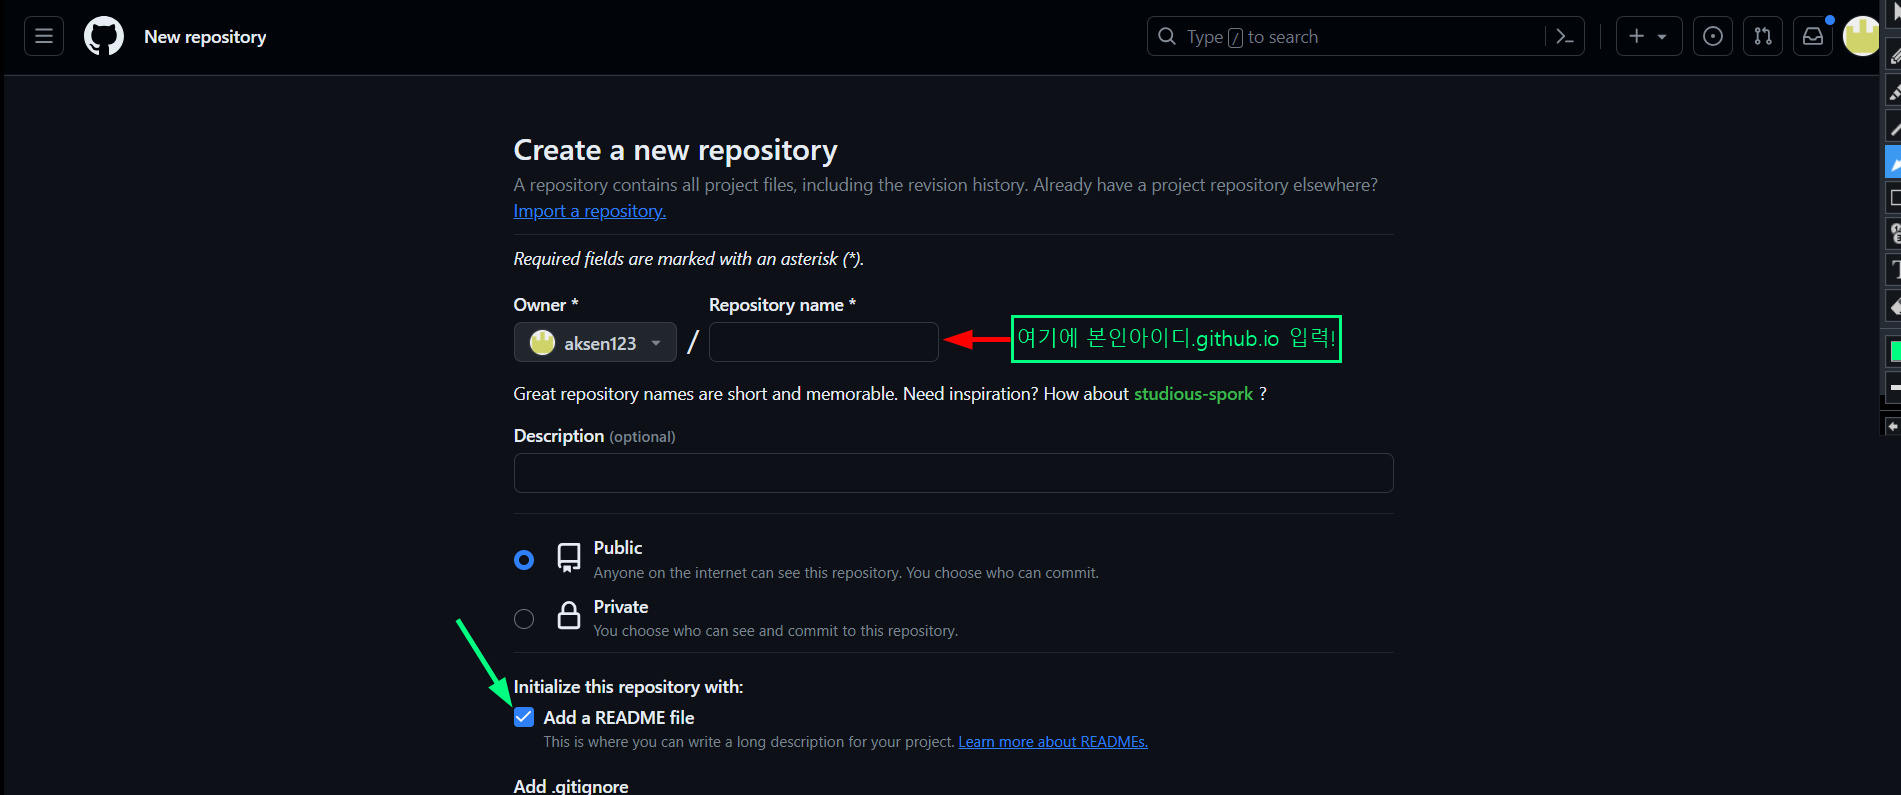 New repository
Type / to search
Create a new repository
A repository contains all project files, including the revision history. Already have a project repository elsewhere?
Import a repository.
Required fields are marked with an asterisk (*).
Owner *
Repository name *
aksen123
/
여기에 본인아이디.github.io 입력!
Great repository names are short and memorable. Need inspiration? How about studious-spork ?
Description (optional)
Public
Anyone on the internet can see this repository. You choose who can commit.
Private
You choose who can see and commit to this repository.
Initialize this repository with:
Add a README file
This is where you can write a long description for your project. Learn more about READMEs.
Add .gitignore